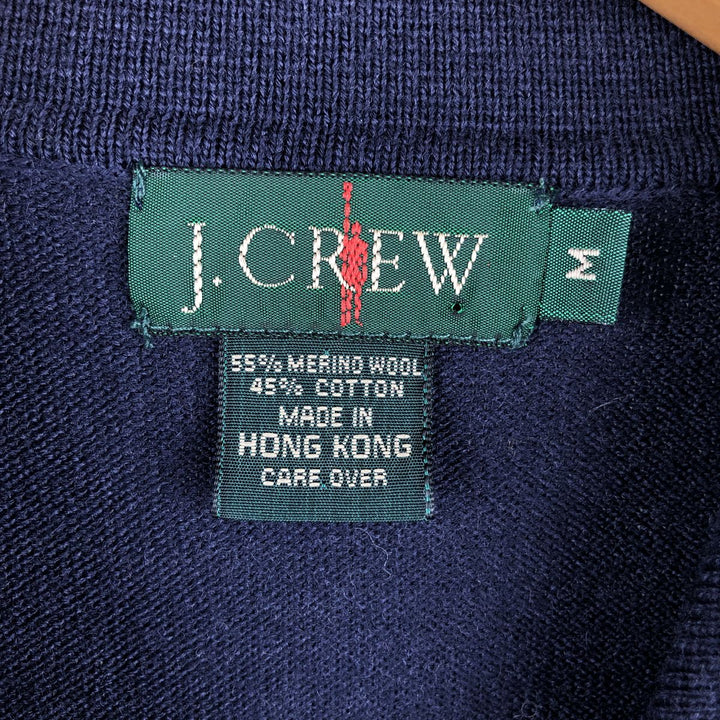 J.CREW
M
55% MERINO WOOL
45% COTTON
MADE IN
HONG KONG
CARE OVER